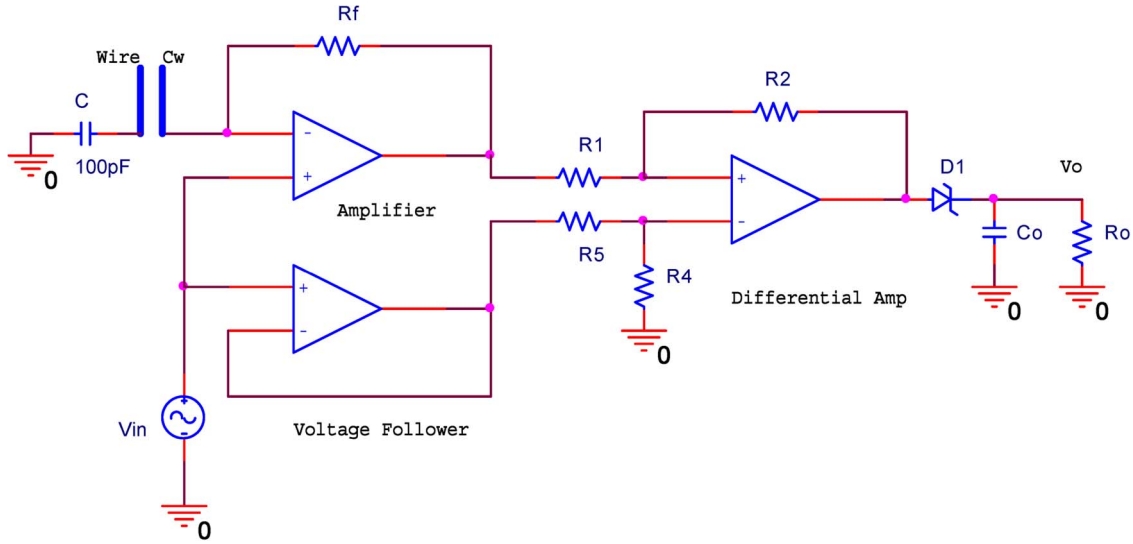 Rf
Wire Cw
C
100pF
0
-
+
Amplifier
R1
R2
+
-
D1
Vo
Co
Ro
R5
R4
Differential Amp
0
0
0
+
-
Voltage Follower
Vin
+
-
0